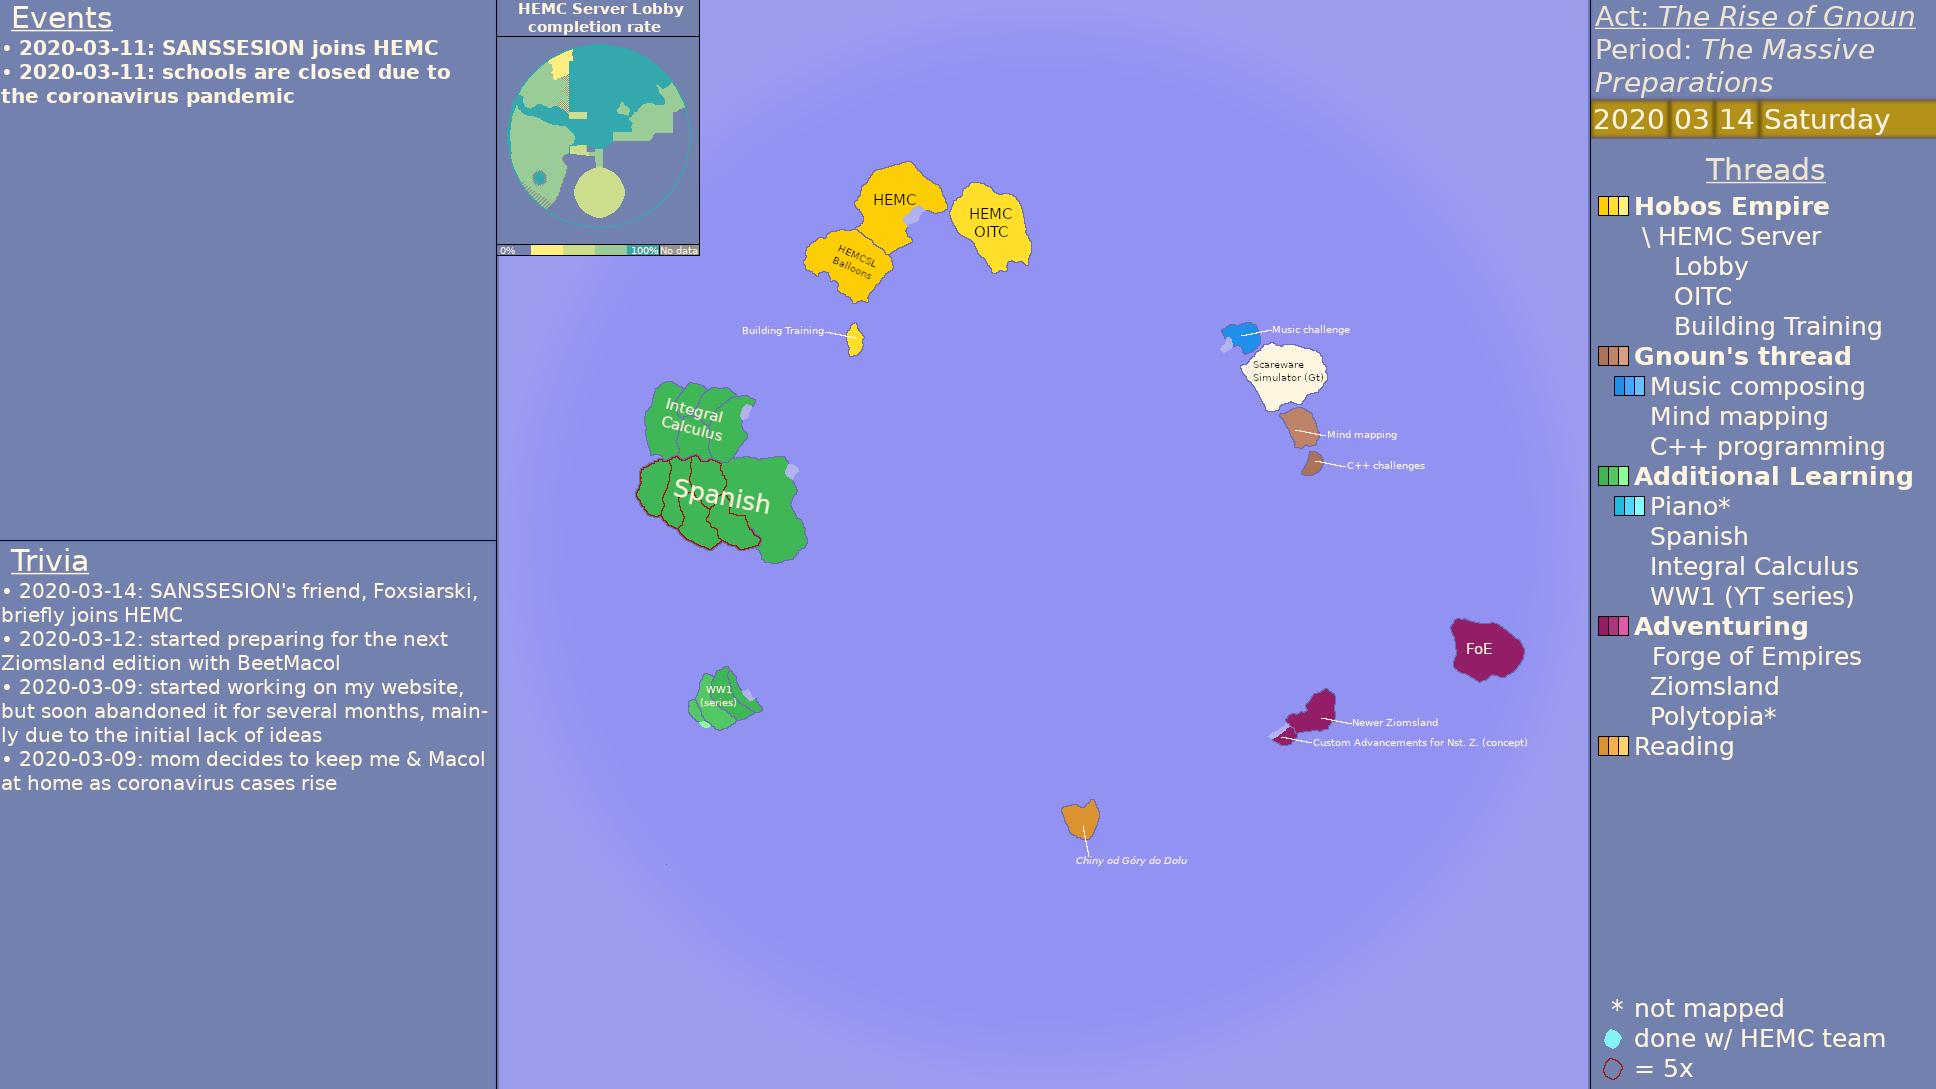 Events
• 2020-03-11: SANSSESION joins HEMC
• 2020-03-11: schools are closed due to
the coronavirus pandemic
Trivia
• 2020-03-14: SANSSESION's friend, Foxsiarski,
briefly joins HEMC
• 2020-03-12: started preparing for the next
Ziomsland edition with BeetMacol
• 2020-03-09: started working on my website,
but soon abandoned it for several months, main-
ly due to the initial lack of ideas
• 2020-03-09: mom decides to keep me & Macol
at home as coronavirus cases rise
HEMC Server Lobby
completion rate
0% 100% No data
HEMC
HEMC
OITC
HEMCSL
Balloons
Building Training
Music challenge
Scareware
Simulator (Gt)
Mind mapping
C++ challenges
Integral
Calculus
Spanish
WW1
(series)
FoE
Newer Ziomsland
Custom Advancements for Nst. Z. (concept)
Chiny od Góry do Dołu
Act: The Rise of Gnoun
Period: The Massive
Preparations
2020 03 14 Saturday
Threads
Hobos Empire
\ HEMC Server
Lobby
OITC
Building Training
Gnoun's thread
Music composing
Mind mapping
C++ programming
Additional Learning
Piano*
Spanish
Integral Calculus
WW1 (YT series)
Adventuring
Forge of Empires
Ziomsland
Polytopia*
Reading
* not mapped
done w/ HEMC team
= 5x